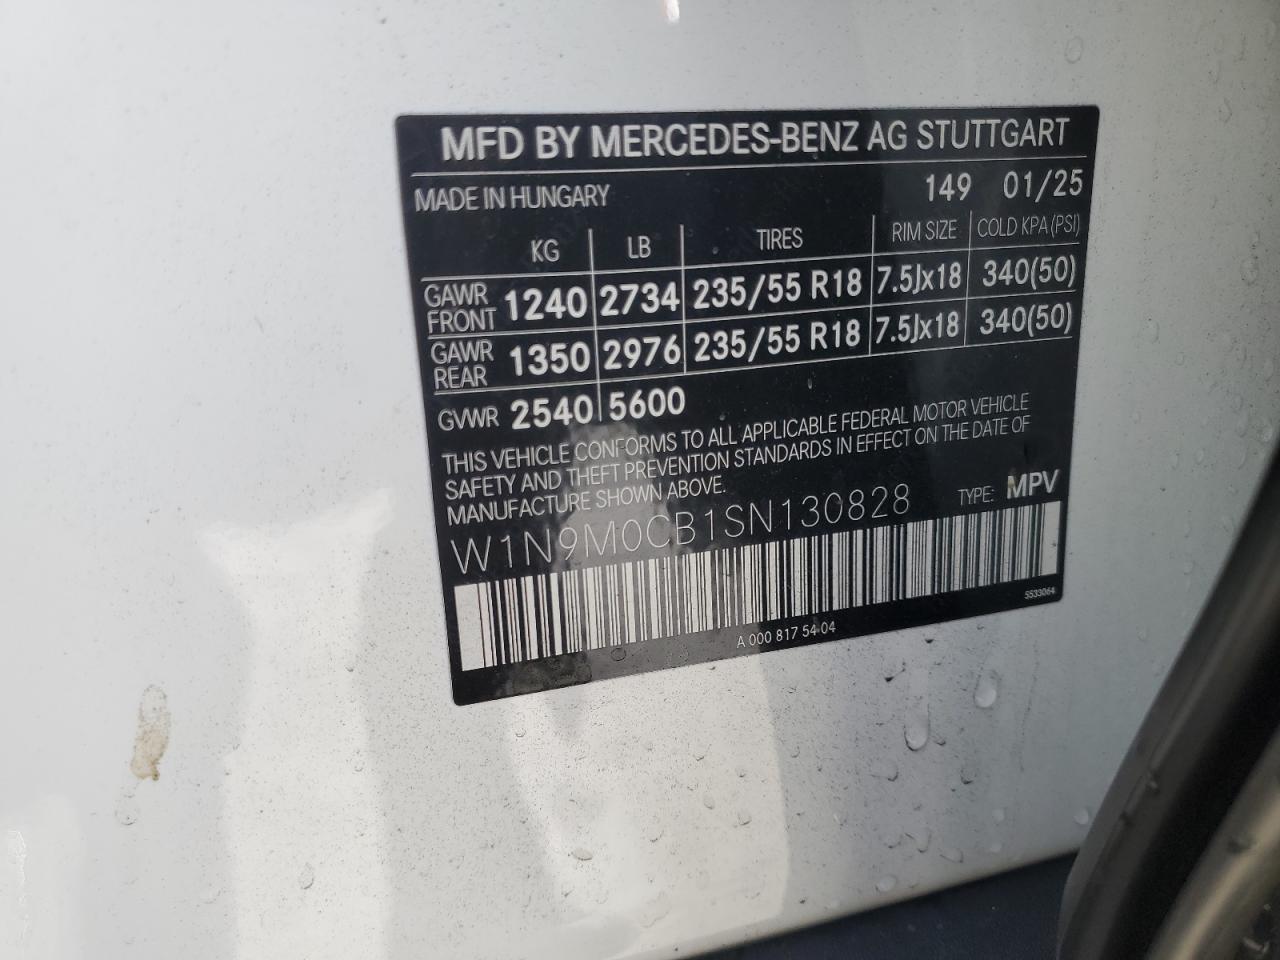 MFD BY MERCEDES-BENZ AG STUTTGART
MADE IN HUNGARY 149 01/25
KG LB TIRES RIM SIZE COLD KPA (PSI)
GAWR FRONT 1240 2734 235/55 R18 7.5Jx18 340(50)
GAWR REAR 1350 2976 235/55 R18 7.5Jx18 340(50)
GVWR 2540 5600
THIS VEHICLE CONFORMS TO ALL APPLICABLE FEDERAL MOTOR VEHICLE
SAFETY AND THEFT PREVENTION STANDARDS IN EFFECT ON THE DATE OF
MANUFACTURE SHOWN ABOVE.
W1N9M0CB1SN130828 TYPE: MPV
5533064
A 000 817 54 04